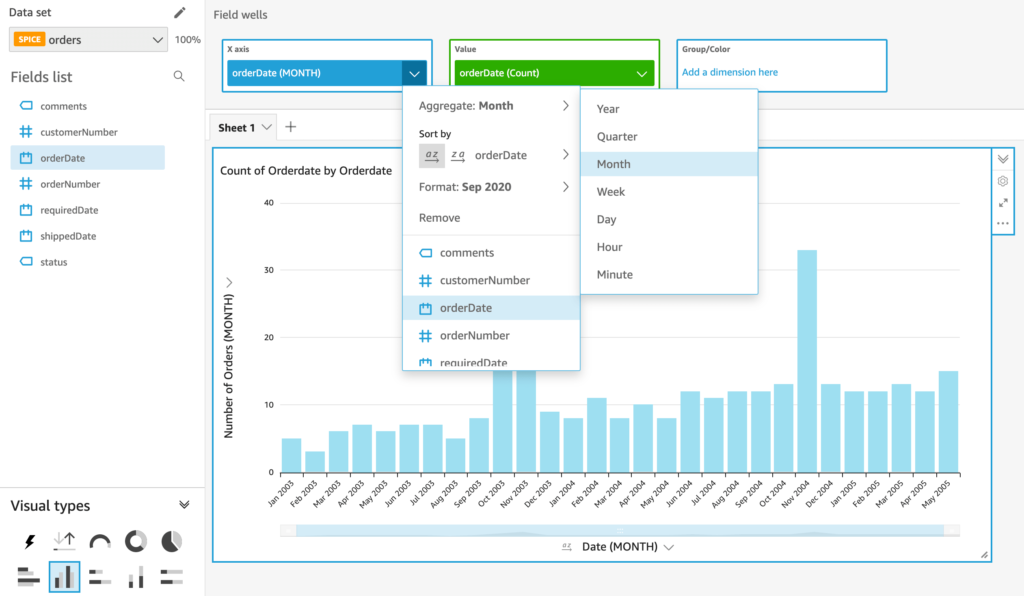 Data set
SPICE orders
100%
Fields list
comments
customerNumber
orderDate
orderNumber
requiredDate
shippedDate
status
Visual types
Field wells
X axis
orderDate (MONTH)
Value
orderDate (Count)
Group/Color
Add a dimension here
Sheet 1
Aggregate: Month
Sort by
az za orderDate
Format: Sep 2020
Remove
comments
customerNumber
orderDate
orderNumber
requiredDate
Year
Quarter
Month
Week
Day
Hour
Minute
Count of Orderdate by Orderdate
Number of Orders (MONTH)
40
30
20
10
0
Jan 2003
Feb 2003
Mar 2003
Apr 2003
May 2003
Jun 2003
Jul 2003
Aug 2003
Sep 2003
Oct 2003
Nov 2003
Dec 2003
Jan 2004
Feb 2004
Mar 2004
Apr 2004
May 2004
Jun 2004
Jul 2004
Aug 2004
Sep 2004
Oct 2004
Nov 2004
Dec 2004
Jan 2005
Feb 2005
Mar 2005
Apr 2005
May 2005
az Date (MONTH)